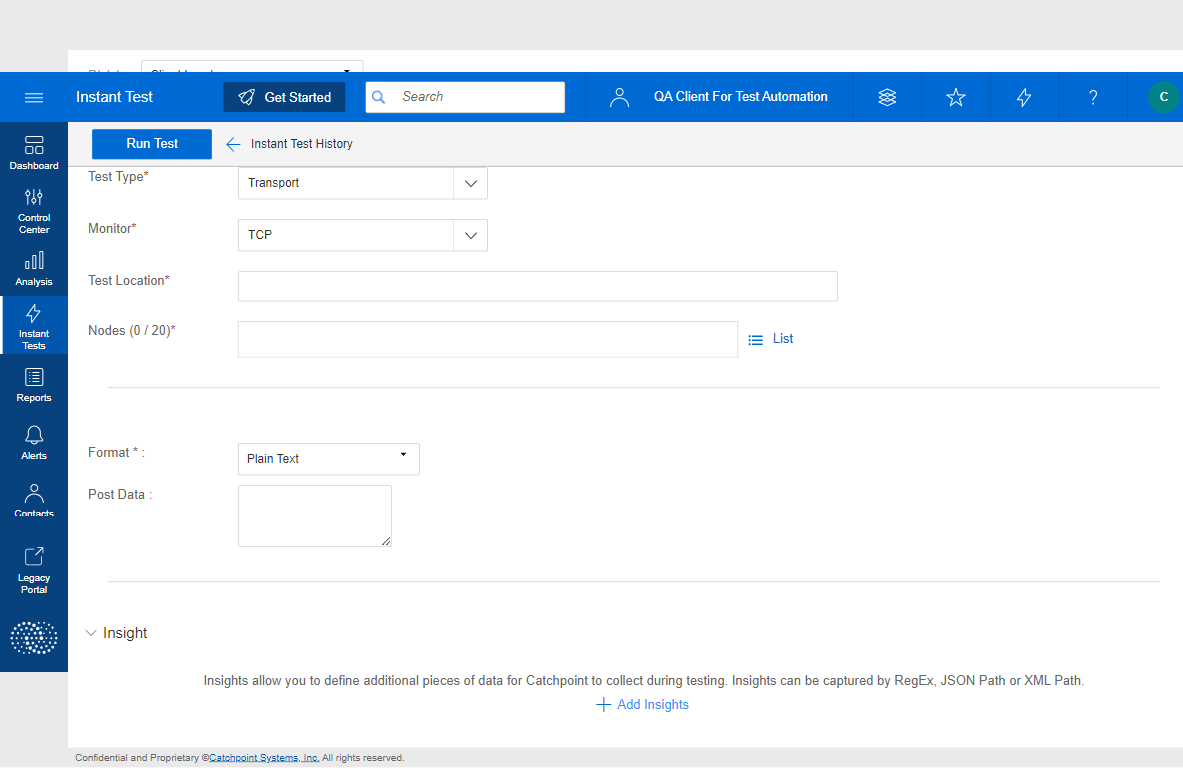 Instant Test
Get Started
Search
QA Client For Test Automation
?
C
Run Test
Instant Test History
Dashboard
Control
Center
Analysis
Instant
Tests
Reports
Alerts
Contacts
Legacy
Portal
Test Type*
Transport
Monitor*
TCP
Test Location*
Nodes (0 / 20)*
List
Format * :
Plain Text
Post Data :
Insight
Insights allow you to define additional pieces of data for Catchpoint to collect during testing. Insights can be captured by RegEx, JSON Path or XML Path.
Add Insights
Confidential and Proprietary ©Catchpoint Systems, Inc. All rights reserved.